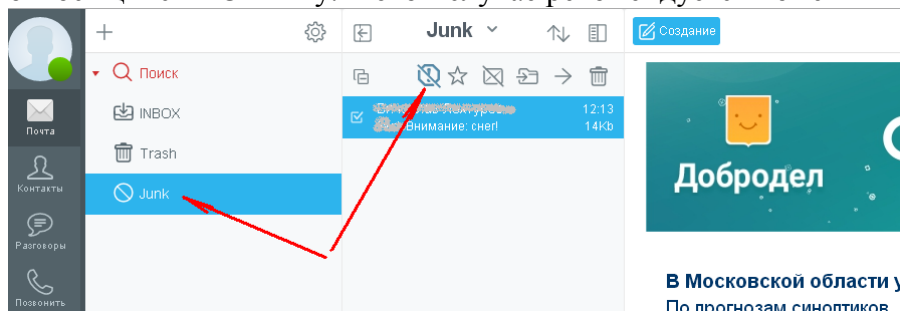 Junk
Создание
Поиск
INBOX
12:13
Почта
Внимание: снег!
14Kb
Trash
Добродел
Контакты
Junk
Разговоры
Позвонить
В Московской области
По прогнозам синоптиков